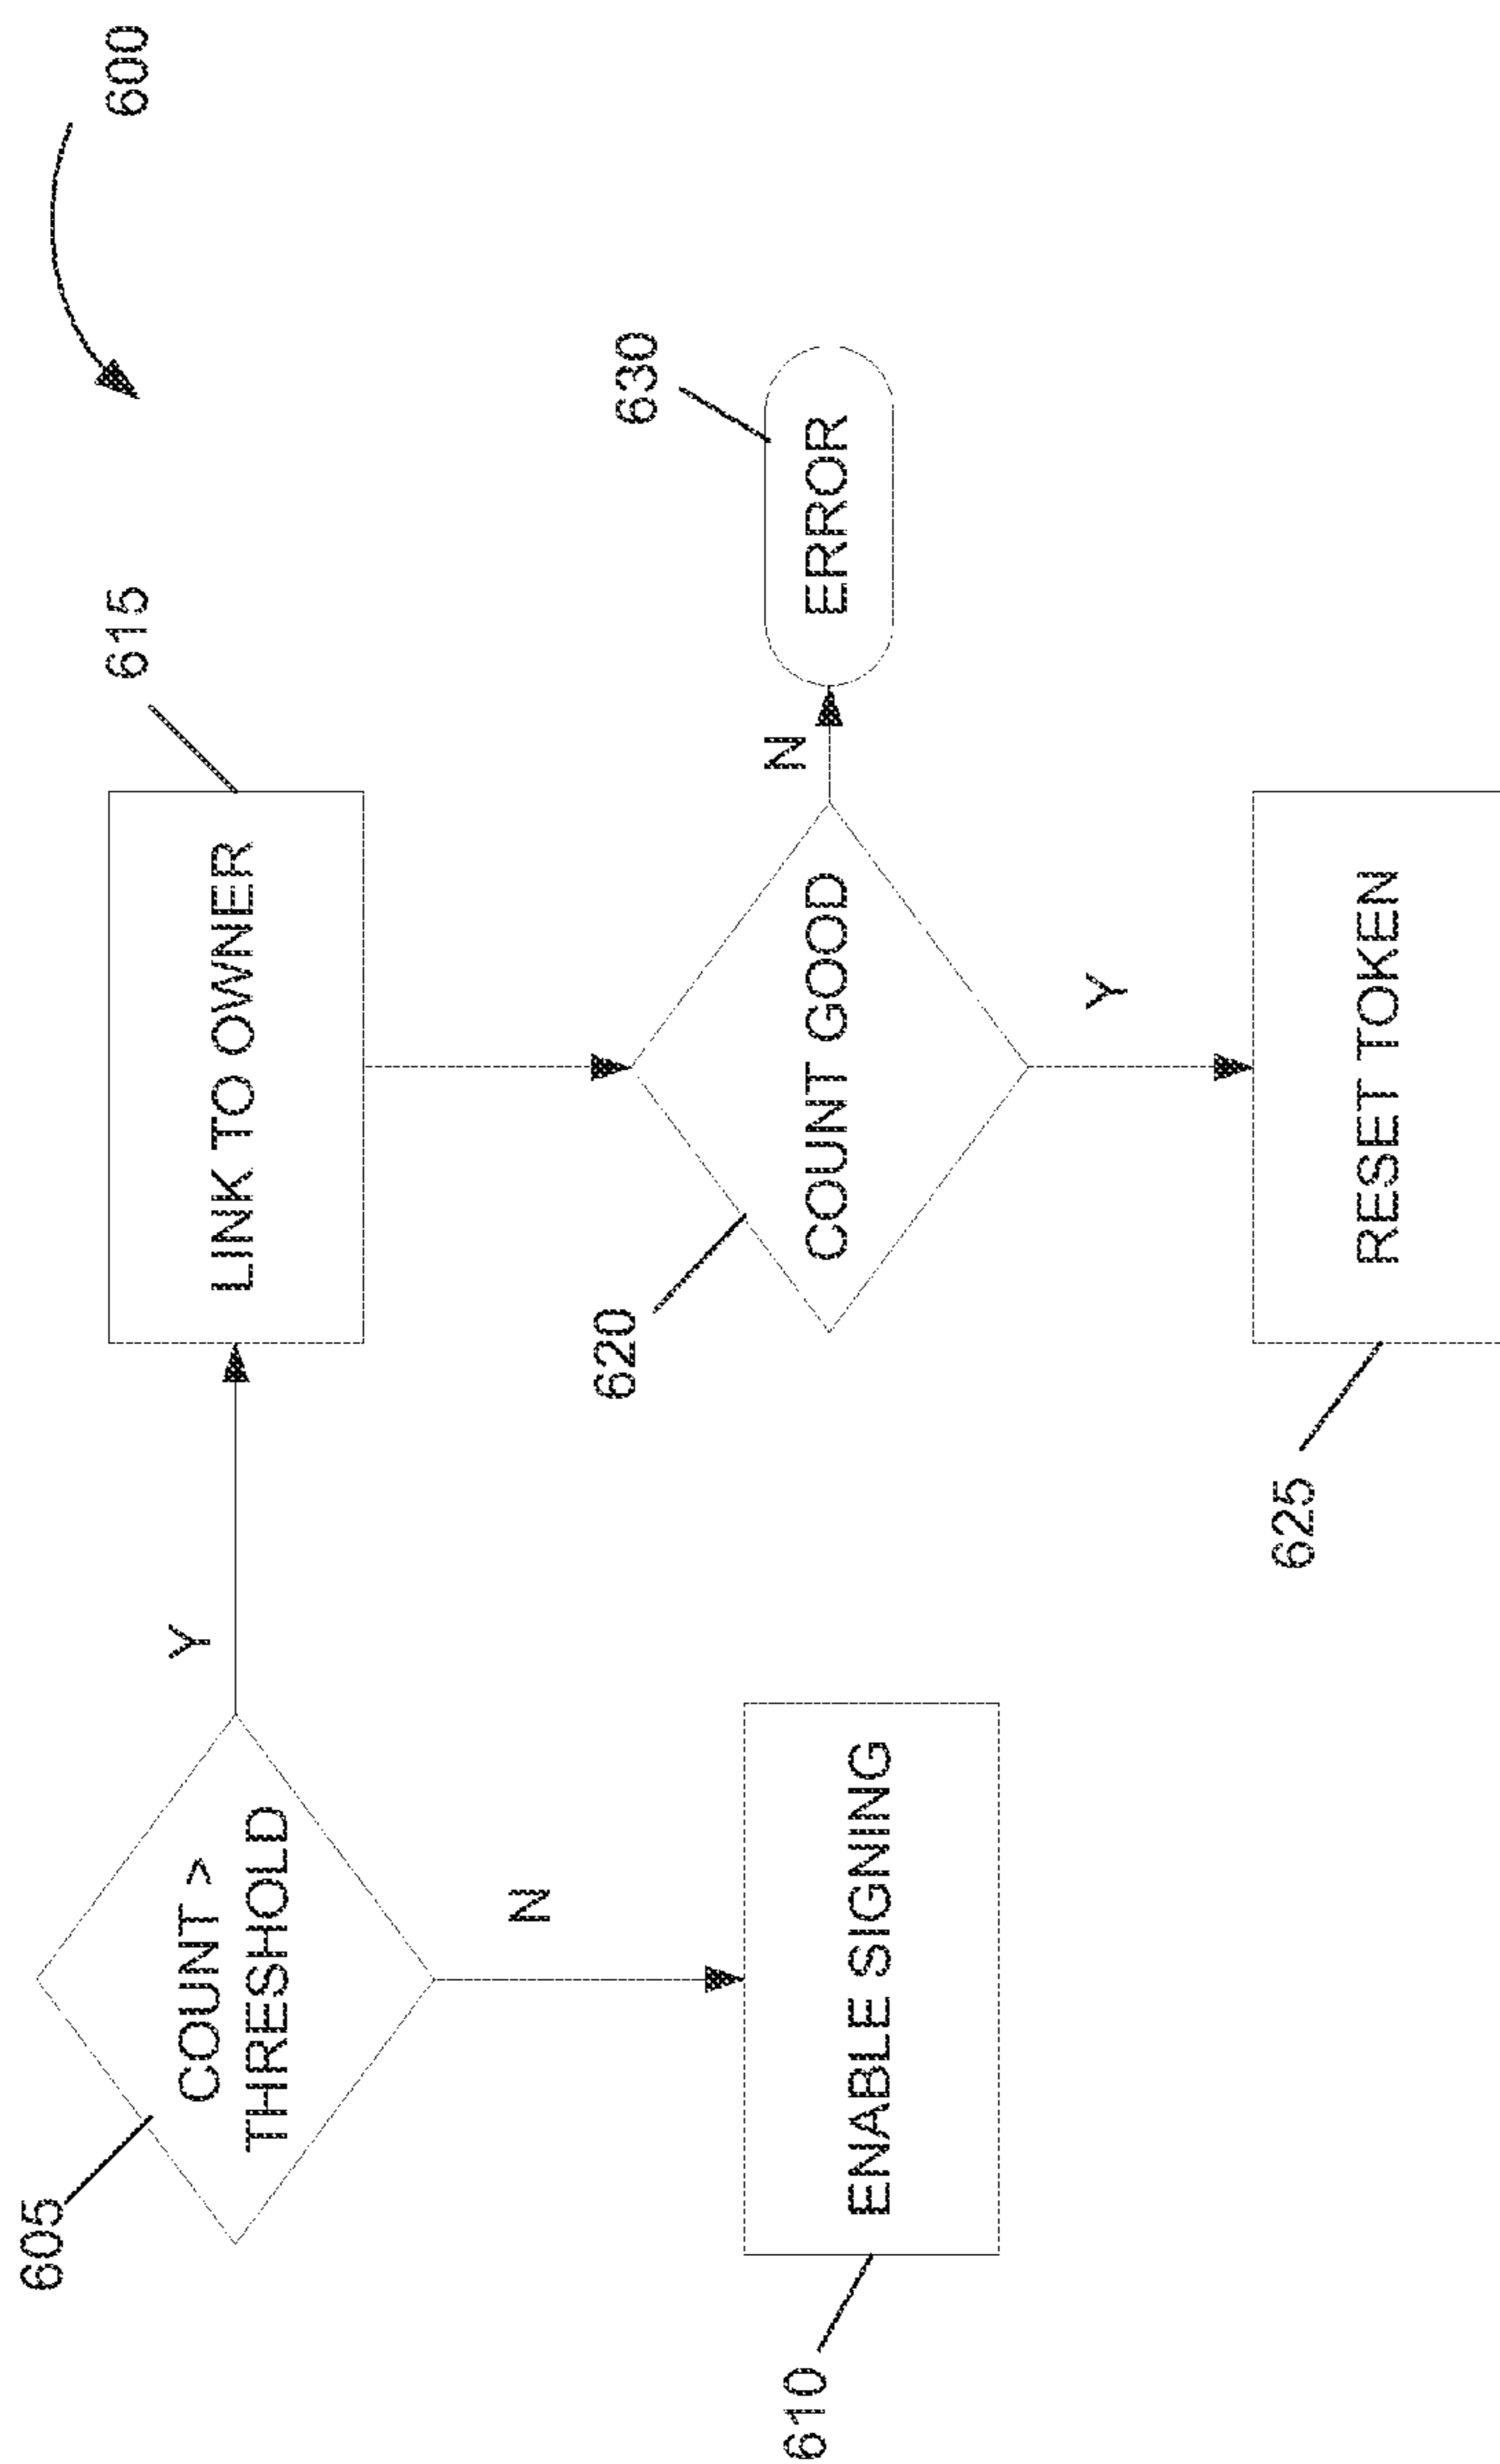 600
605
COUNT >
THRESHOLD
Y
615
LINK TO OWNER
N
610
ENABLE SIGNING
620
COUNT GOOD
N
630
ERROR
Y
625
RESET TOKEN